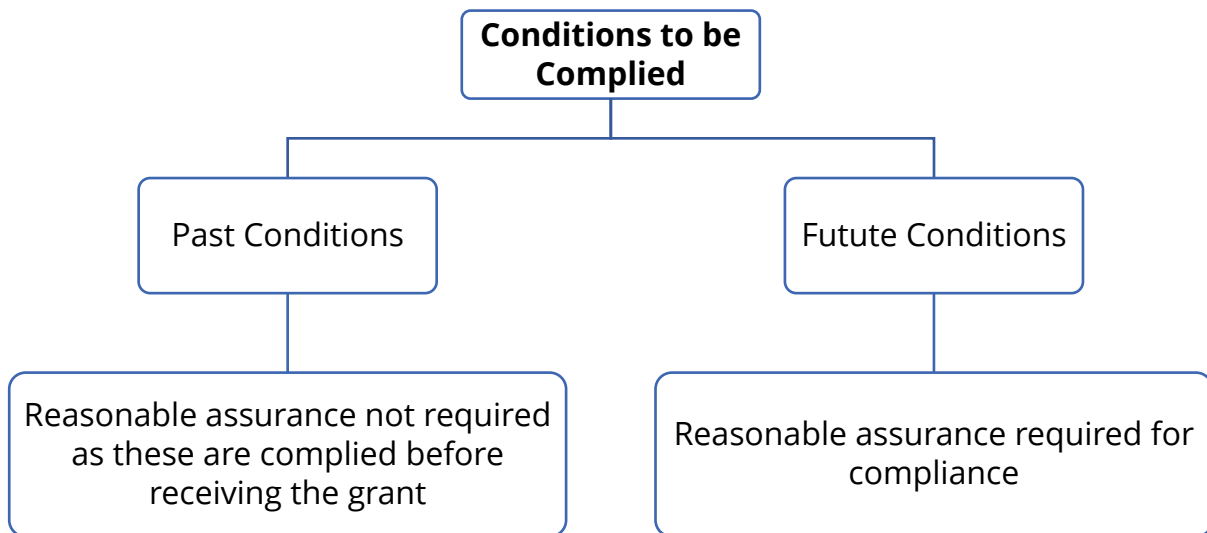 Conditions to be
Complied
Past Conditions
Futute Conditions
Reasonable assurance not required
as these are complied before
receiving the grant
Reasonable assurance required for
compliance